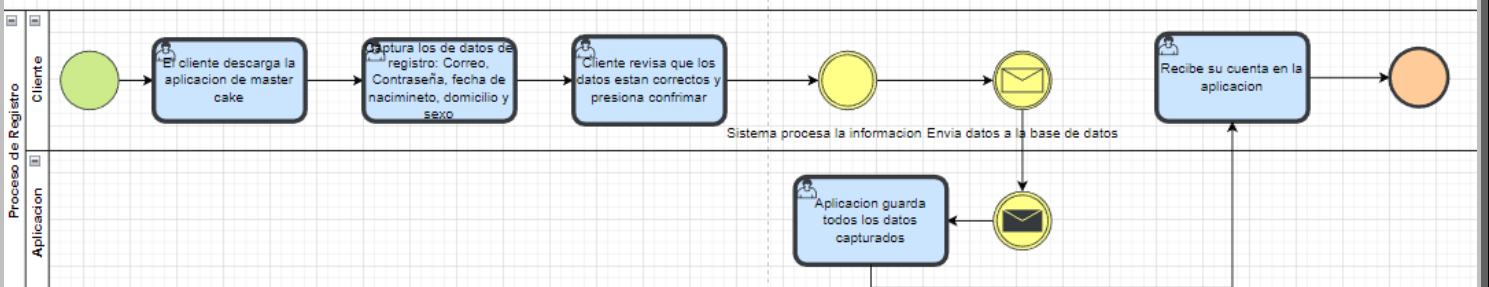 Proceso de Registro
Cliente
El cliente descarga la
aplicacion de master
cake
Captura los de datos de
registro: Correo,
Contraseña, fecha de
nacimineto, domicilio y
sexo
Cliente revisa que los
datos estan correctos y
presiona confrimar
Sistema procesa la informacion
Envia datos a la base de datos
Recibe su cuenta en la
aplicacion
Aplicacion
Aplicacion guarda
todos los datos
capturados